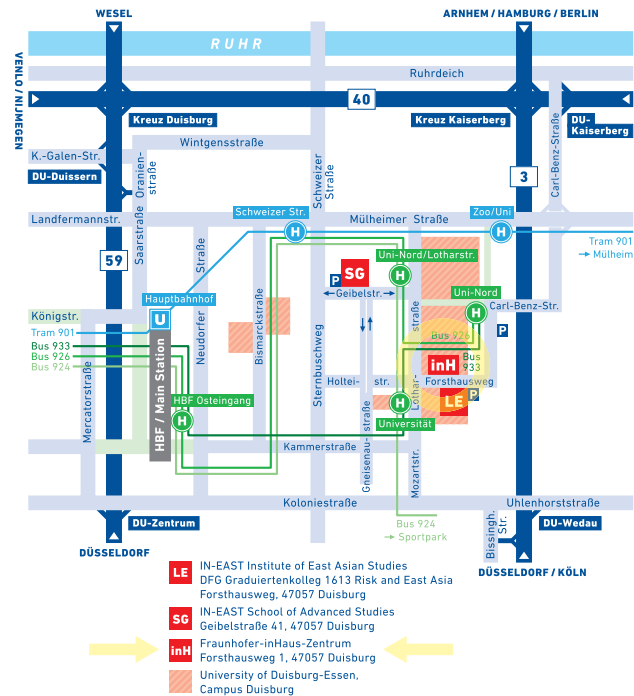 WESEL
ARNHEM / HAMBURG / BERLIN
RUHR
VENLO / NIJMEGEN
Ruhrdeich
40
Kreuz Duisburg
Kreuz Kaiserberg
DU-
Kaiserberg
Wintgensstraße
K.-Galen-Str.
DU-Duissern
Oranien-
straße
Schweizer
Straße
Carl-Benz-Straße
3
Schweizer Str.
Zoo/Uni
Landfermannstr.
Mülheimer Straße
H
H
Saarstraße
Straße
Tram 901
→ Mülheim
59
Uni-Nord/Lotharstr.
H
SG
P
Geibelstr.
Uni-Nord
Hauptbahnhof
Carl-Benz-Str.
Königstr.
U
H
P
Tram 901
Bus 933
Bus 926
Bus 924
Neudorfer
Bismarckstraße
Sternbuschweg
straße
Bus 926
Bus
933
inH
HBF / Main Station
Mercatorstraße
Holtei-
str.
Lothar-
Forsthausweg
P
HBF Osteingang
H
H
LE
Universität
Gneisenau-
straße
Kammerstraße
Mozartstr.
Koloniestraße
Uhlenhorststraße
DU-Zentrum
Bus 924
→ Sportpark
Bissingh.
Str.
DU-Wedau
DÜSSELDORF
DÜSSELDORF / KÖLN
LE
IN-EAST Institute of East Asian Studies
DFG Graduiertenkolleg 1613 Risk and East Asia
Forsthausweg, 47057 Duisburg
SG
IN-EAST School of Advanced Studies
Geibelstraße 41, 47057 Duisburg
inH
Fraunhofer-inHaus-Zentrum
Forsthausweg 1, 47057 Duisburg
University of Duisburg-Essen,
Campus Duisburg